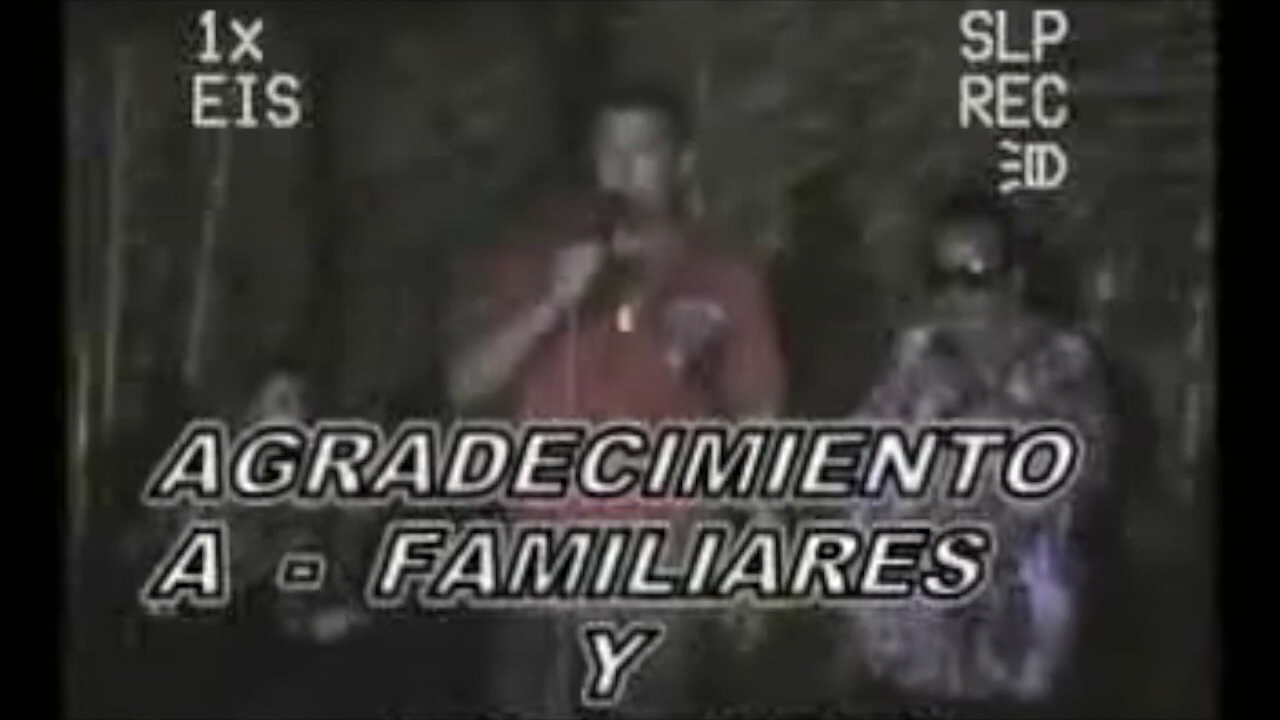 1x
EIS
SLP
REC
AGRADECIMIENTO
A - FAMILIARES
Y